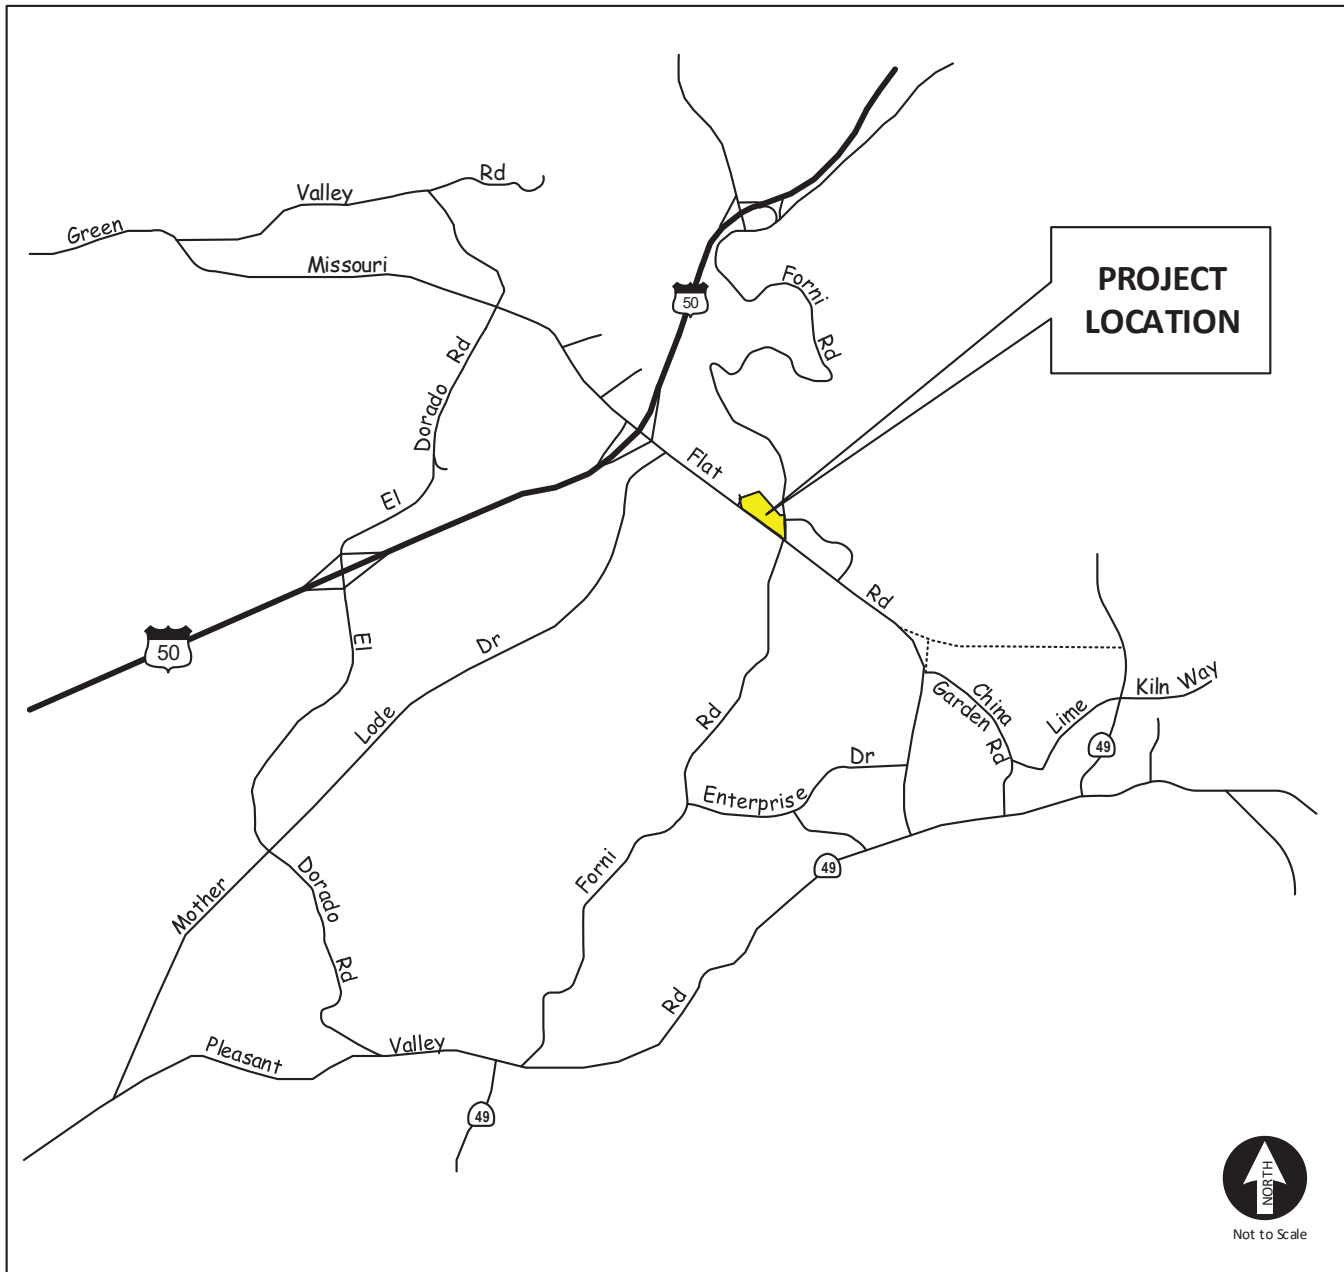 Rd
Valley
Green
Missouri
Forni
PROJECT
LOCATION
50
Rd
Rd
Dorado
Flat
El
Rd
El
50
Dr
Kiln Way
China
Garden Rd
Lime
Lode
Rd
49
Dr
Enterprise
Forni
49
Dorado
Mother
Rd
Rd
Pleasant
Valley
49
NORTH
Not to Scale